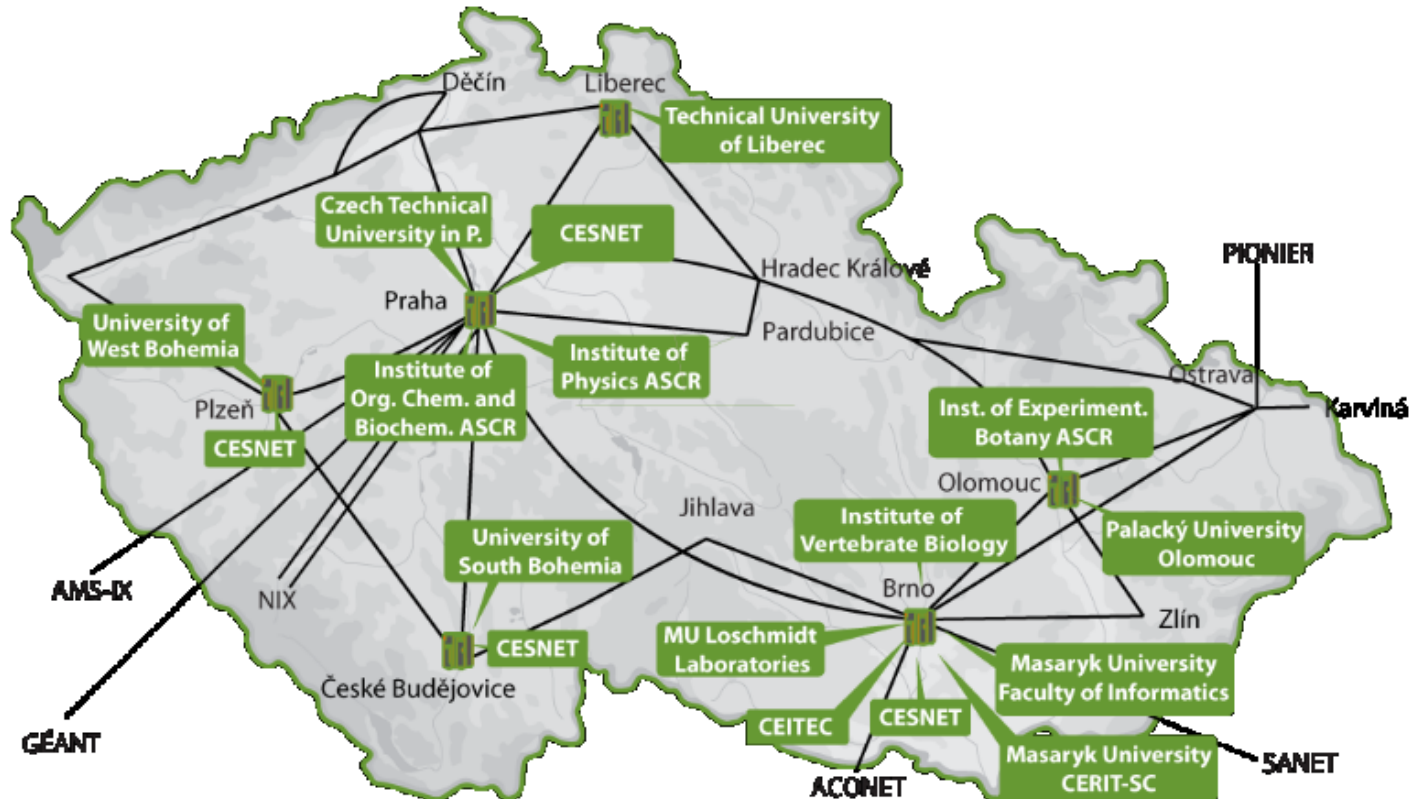 Děčín
Liberec
Technical University
of Liberec
Czech Technical
University in P.
CESNET
Hradec Králové
PIONIER
Praha
Pardubice
University of
West Bohemia
Institute of
Physics ASCR
Institute of
Org. Chem. and
Biochem. ASCR
Ostrava
Karviná
Plzeň
CESNET
Inst. of Experiment.
Botany ASCR
Olomouc
Palacký University
Olomouc
Jihlava
Institute of
Vertebrate Biology
University of
South Bohemia
AMS-IX
NIX
Brno
Zlín
CESNET
MU Loschmidt
Laboratories
Masaryk University
Faculty of Informatics
České Budějovice
CEITEC
CESNET
GÉANT
Masaryk University
CERIT-SC
SANET
ACONET